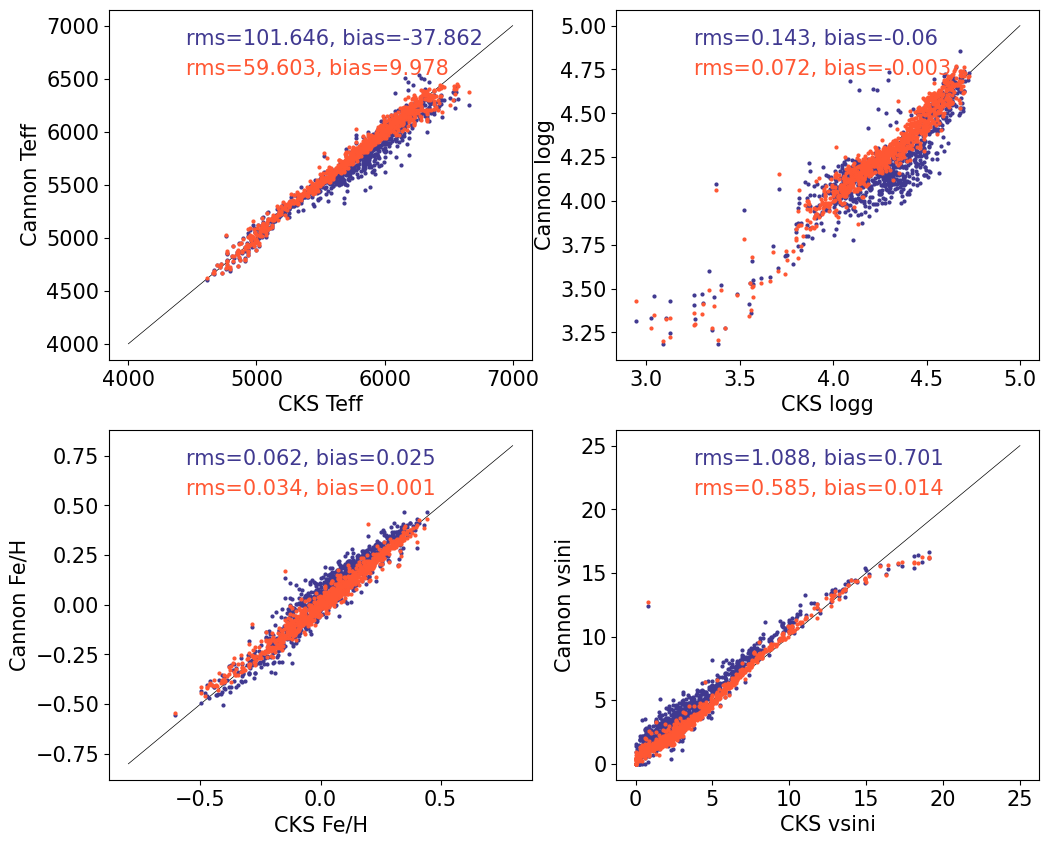 rms=101.646, bias=-37.862
rms=59.603, bias=9.978
7000
6500
6000
5500
5000
4500
4000
Cannon Teff
4000 5000 6000 7000
CKS Teff
rms=0.143, bias=-0.06
rms=0.072, bias=-0.003
5.00
4.75
4.50
4.25
4.00
3.75
3.50
3.25
Cannon logg
3.0 3.5 4.0 4.5 5.0
CKS logg
rms=0.062, bias=0.025
rms=0.034, bias=0.001
0.75
0.50
0.25
0.00
−0.25
−0.50
−0.75
Cannon Fe/H
−0.5 0.0 0.5
CKS Fe/H
rms=1.088, bias=0.701
rms=0.585, bias=0.014
25
20
15
10
5
0
Cannon vsini
0 5 10 15 20 25
CKS vsini